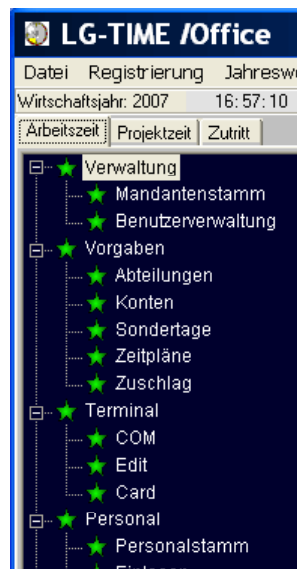 LG-TIME /Office
Datei Registrierung
Wirtschaftsjahr: 2007 16:57:10
Arbeitszeit Projektzeit Zutritt
Verwaltung
Mandantenstamm
Benutzerverwaltung
Vorgaben
Abteilungen
Konten
Sondertage
Zeitpläne
Zuschlag
Terminal
COM
Edit
Card
Personal
Personalstamm